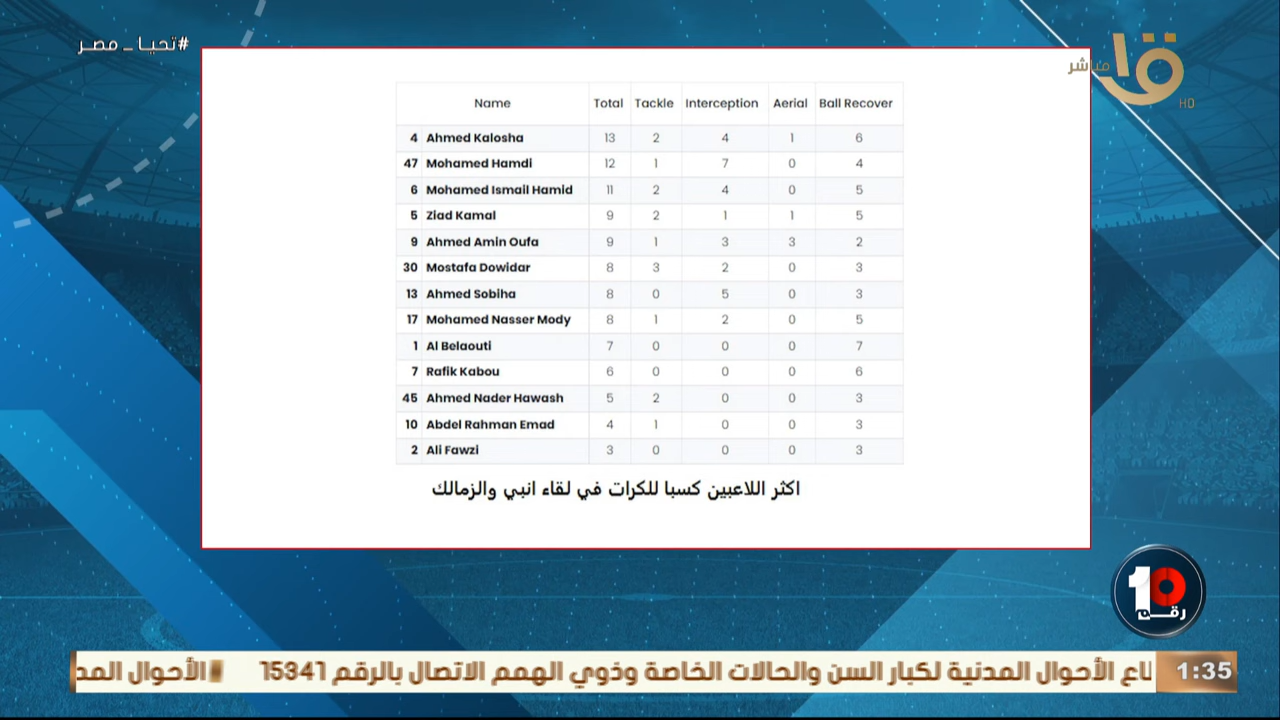 #تحيا_مصر
مباشر
HD
Name Total Tackle Interception Aerial Ball Recover
4 Ahmed Kalosha 13 2 4 1 6
47 Mohamed Hamdi 12 1 7 0 4
6 Mohamed Ismail Hamid 11 2 4 0 5
5 Ziad Kamal 9 2 1 1 5
9 Ahmed Amin Oufa 9 1 3 3 2
30 Mostafa Dowidar 8 3 2 0 3
13 Ahmed Sobiha 8 0 5 0 3
17 Mohamed Nasser Mody 8 1 2 0 5
1 Al Belaouti 7 0 0 0 7
7 Rafik Kabou 6 0 0 0 6
45 Ahmed Nader Hawash 5 2 0 0 3
10 Abdel Rahman Emad 4 1 0 0 3
2 Ali Fawzi 3 0 0 0 3
اكثر اللاعبين كسبا للكرات في لقاء انبي والزمالك
رقم 10
1:35 اع الأحوال المدنية لكبار السن والحالات الخاصة وذوي الهمم الاتصال بالرقم 15341 الأحوال المد